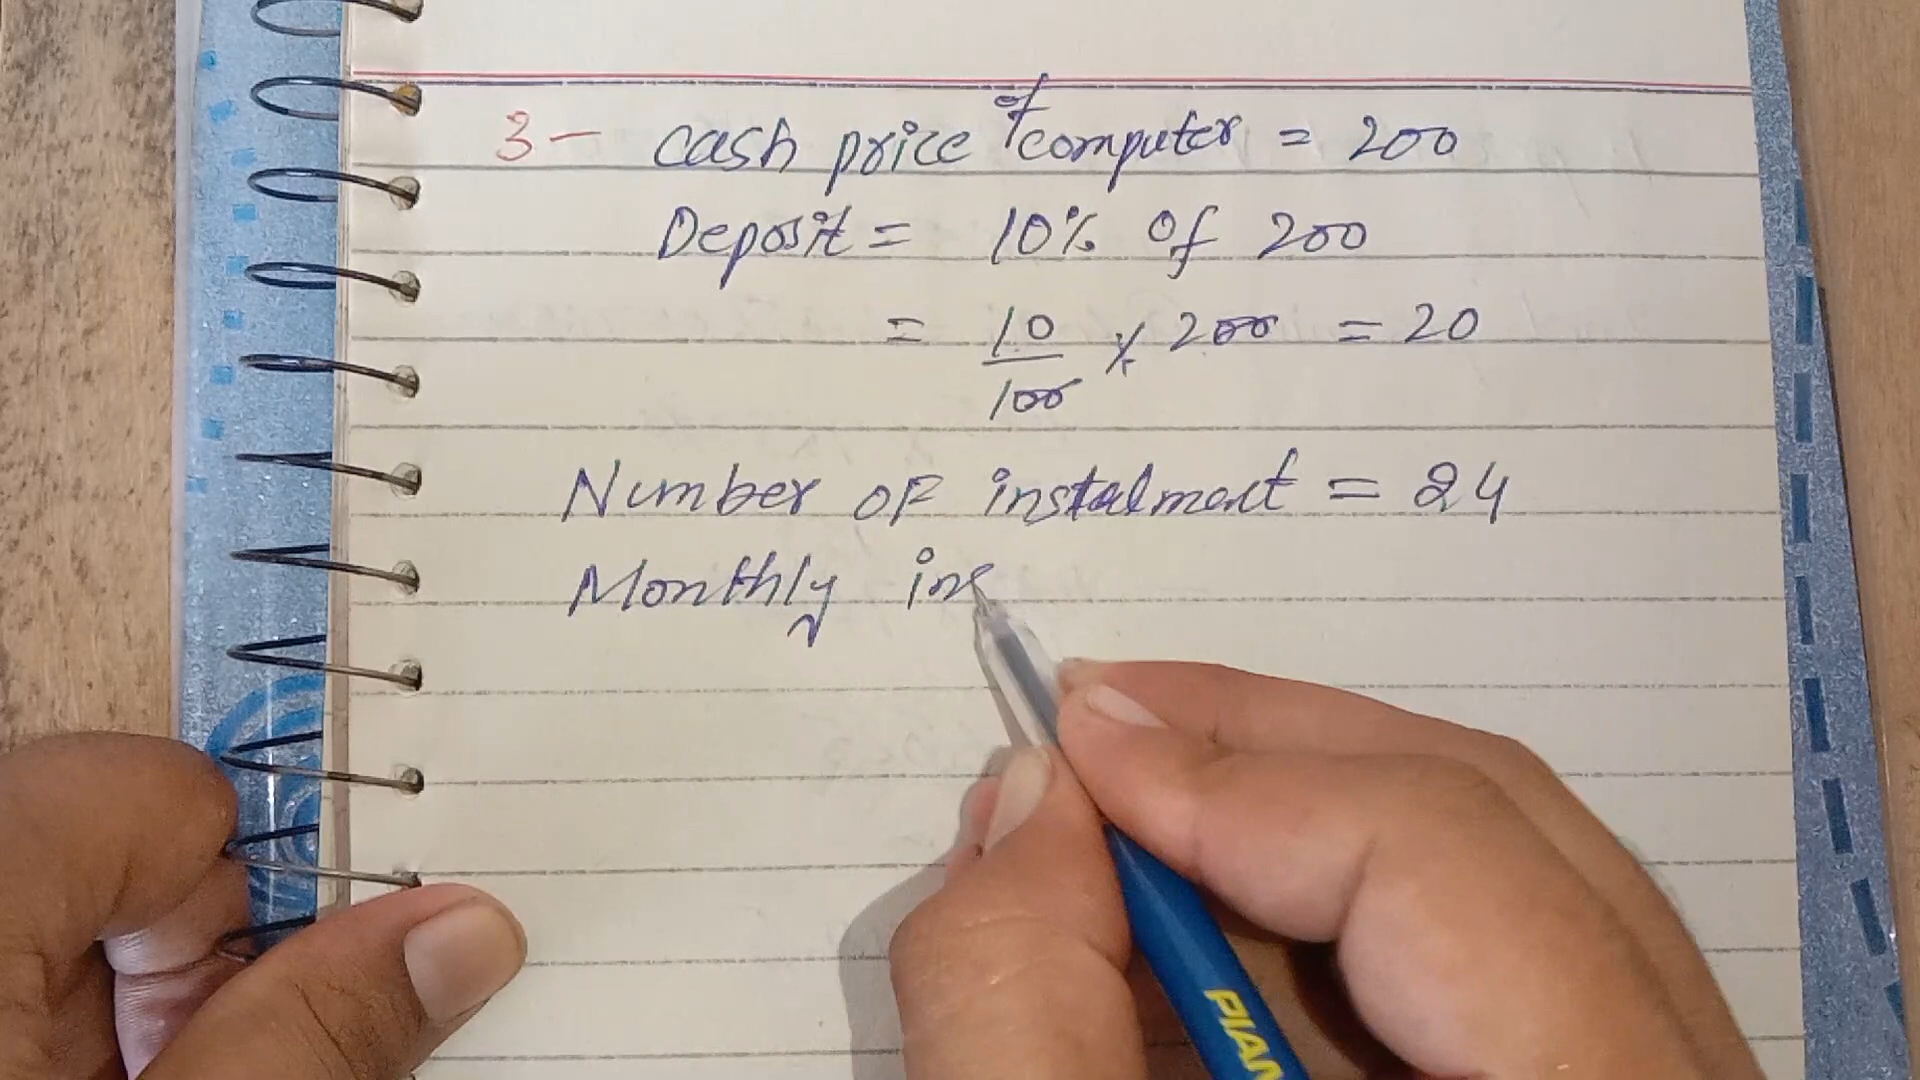 3- cash price of computer = 200
Deposit = 10% of 200
= 10/100 x 200 = 20
Number of instalment = 24
Monthly ins
PIAN